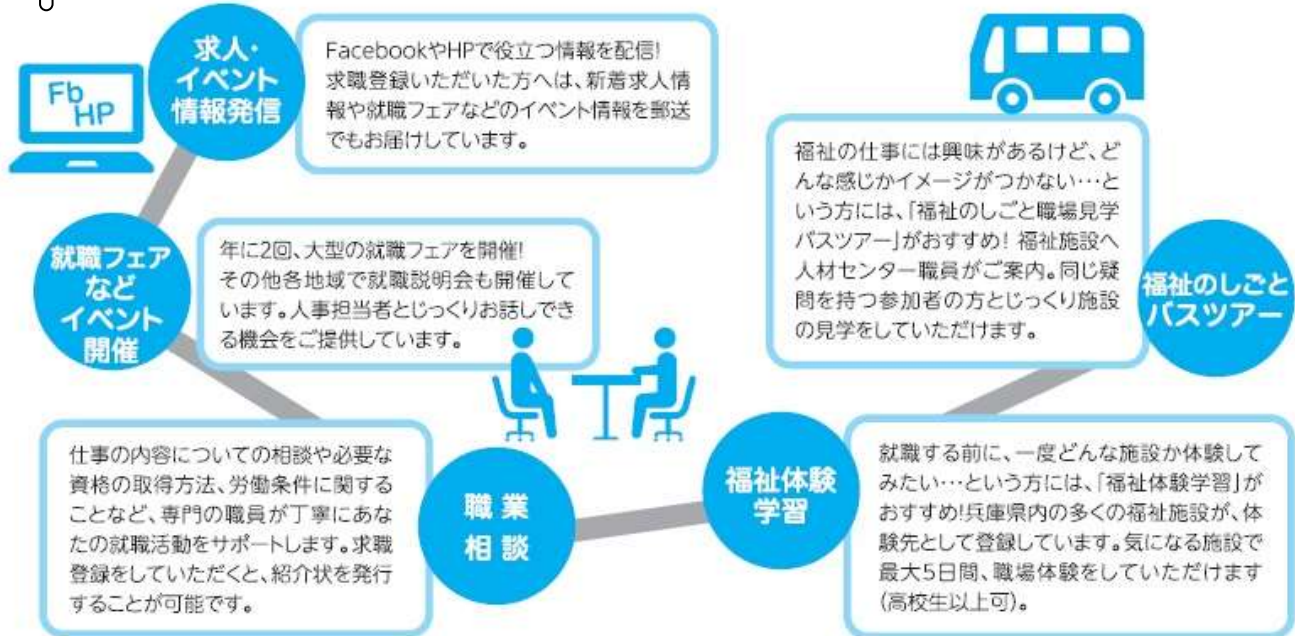 求人・
イベント
情報発信
Fb
HP
FacebookやHPで役立つ情報を配信!
求職登録いただいた方へは、新着求人情
報や就職フェアなどのイベント情報を郵送
でもお届けしています。
就職フェア
など
イベント
開催
年に2回、大型の就職フェアを開催!
その他各地域で就職説明会も開催して
います。人事担当者とじっくりお話しでき
る機会をご提供しています。
仕事の内容についての相談や必要な
資格の取得方法、労働条件に関する
ことなど、専門の職員が丁寧にあな
たの就職活動をサポートします。求職
登録をしていただくと、紹介状を発行
することが可能です。
職業
相談
福祉体験
学習
就職する前に、一度どんな施設か体験して
みたい…という方には、「福祉体験学習」が
おすすめ!兵庫県内の多くの福祉施設が、体
験先として登録しています。気になる施設で
最大5日間、職場体験をしていただけます
(高校生以上可)。
福祉の仕事には興味があるけど、ど
んな感じかイメージがつかない…と
いう方には、「福祉のしごと職場見学
バスツアー」がおすすめ! 福祉施設へ
人材センター職員がご案内。同じ疑
問を持つ参加者の方とじっくり施設
の見学をしていただけます。
福祉のしごと
バスツアー